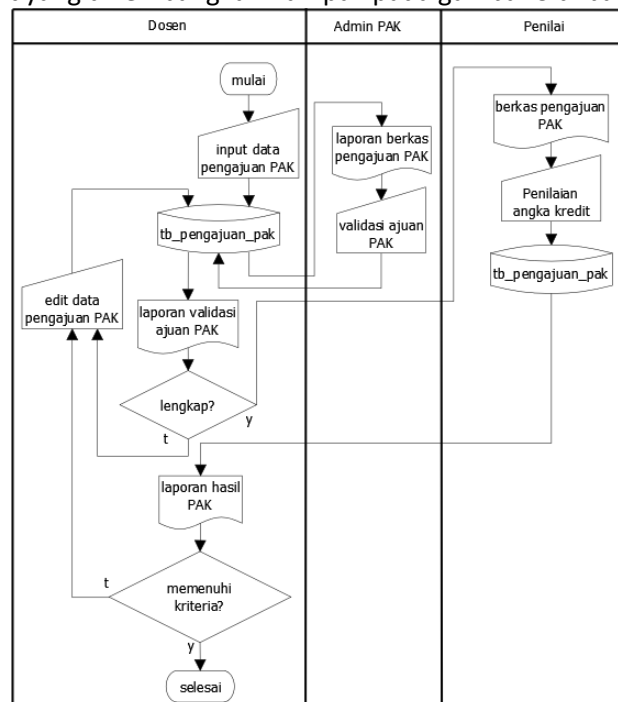 Dosen
Admin PAK
Penilai
mulai
input data
pengajuan PAK
tb_pengajuan_pak
laporan validasi
ajuan PAK
edit data
pengajuan PAK
lengkap?
t
y
laporan hasil
PAK
memenuhi
kriteria?
t
y
selesai
laporan berkas
pengajuan PAK
validasi ajuan
PAK
berkas pengajuan
PAK
Penilaian
angka kredit
tb_pengajuan_pak